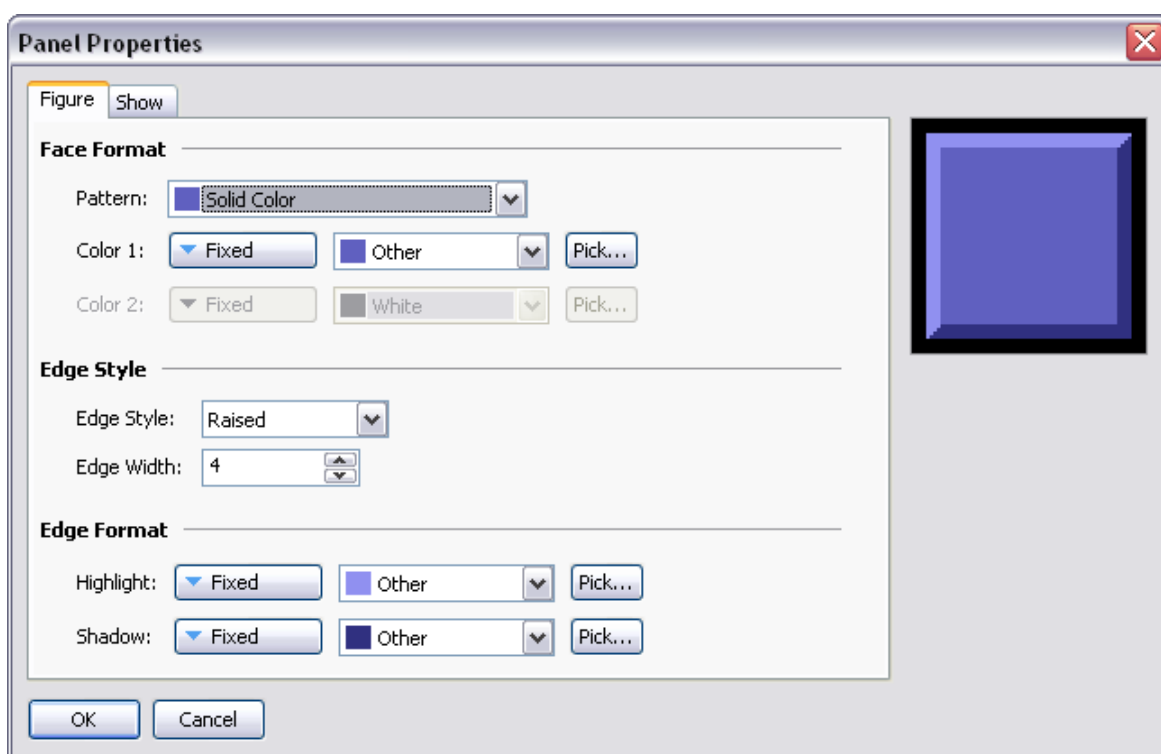 Panel Properties
Figure Show
Face Format
Pattern: Solid Color
Color 1: Fixed Other Pick...
Color 2: Fixed White Pick...
Edge Style
Edge Style: Raised
Edge Width: 4
Edge Format
Highlight: Fixed Other Pick...
Shadow: Fixed Other Pick...
OK Cancel